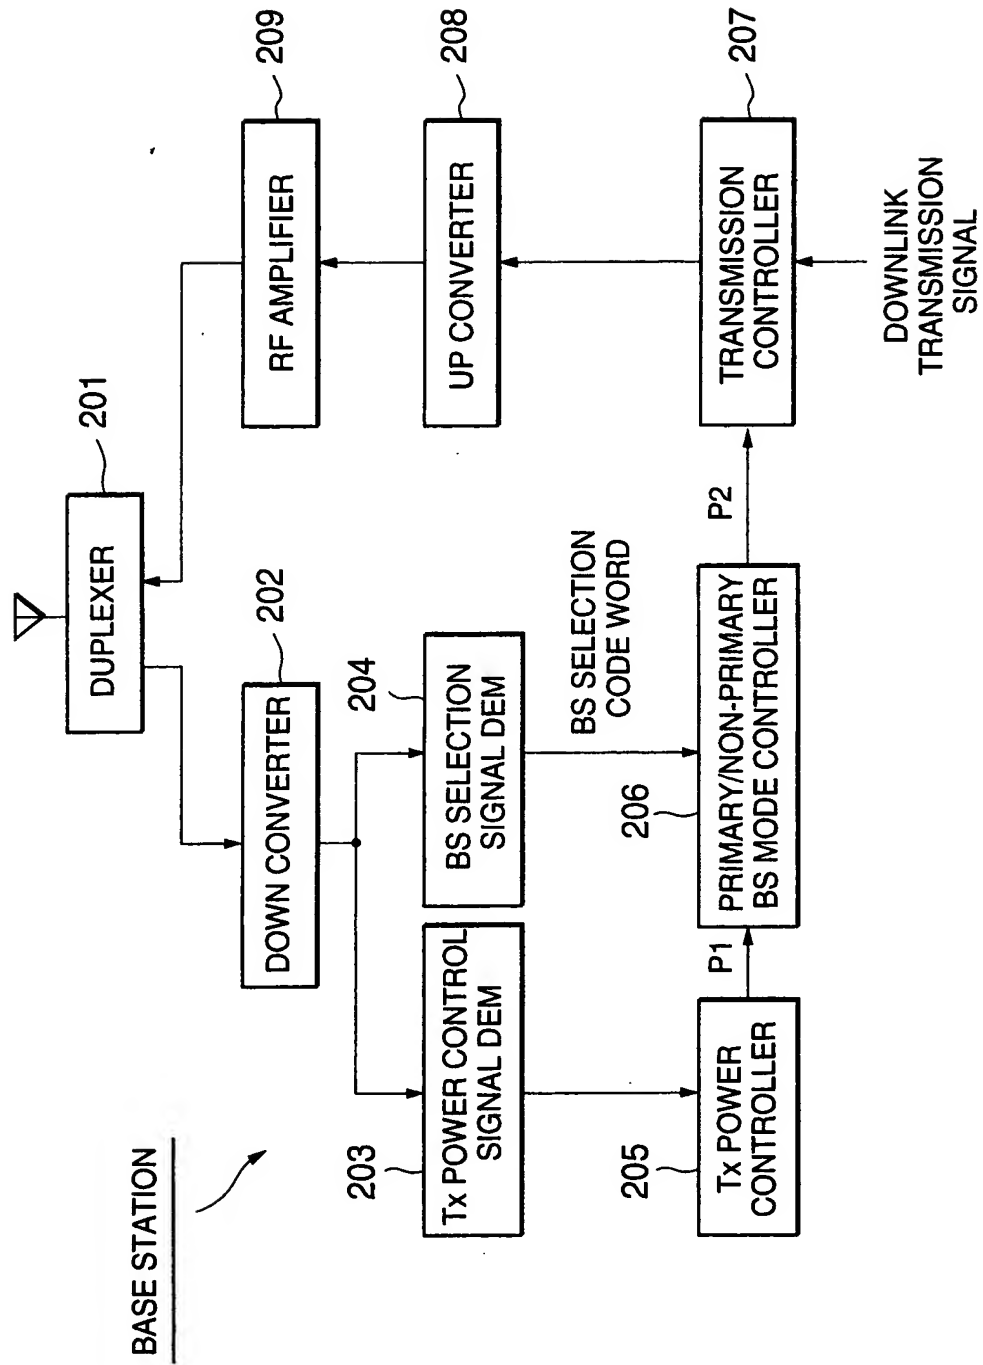 BASE STATION
DUPLEXER
201
DOWN CONVERTER
202
Tx POWER CONTROL
SIGNAL DEM
203
BS SELECTION
SIGNAL DEM
204
BS SELECTION
CODE WORD
Tx POWER
CONTROLLER
205
P1
PRIMARY/NON-PRIMARY
BS MODE CONTROLLER
206
P2
TRANSMISSION
CONTROLLER
207
DOWNLINK
TRANSMISSION
SIGNAL
UP CONVERTER
208
RF AMPLIFIER
209